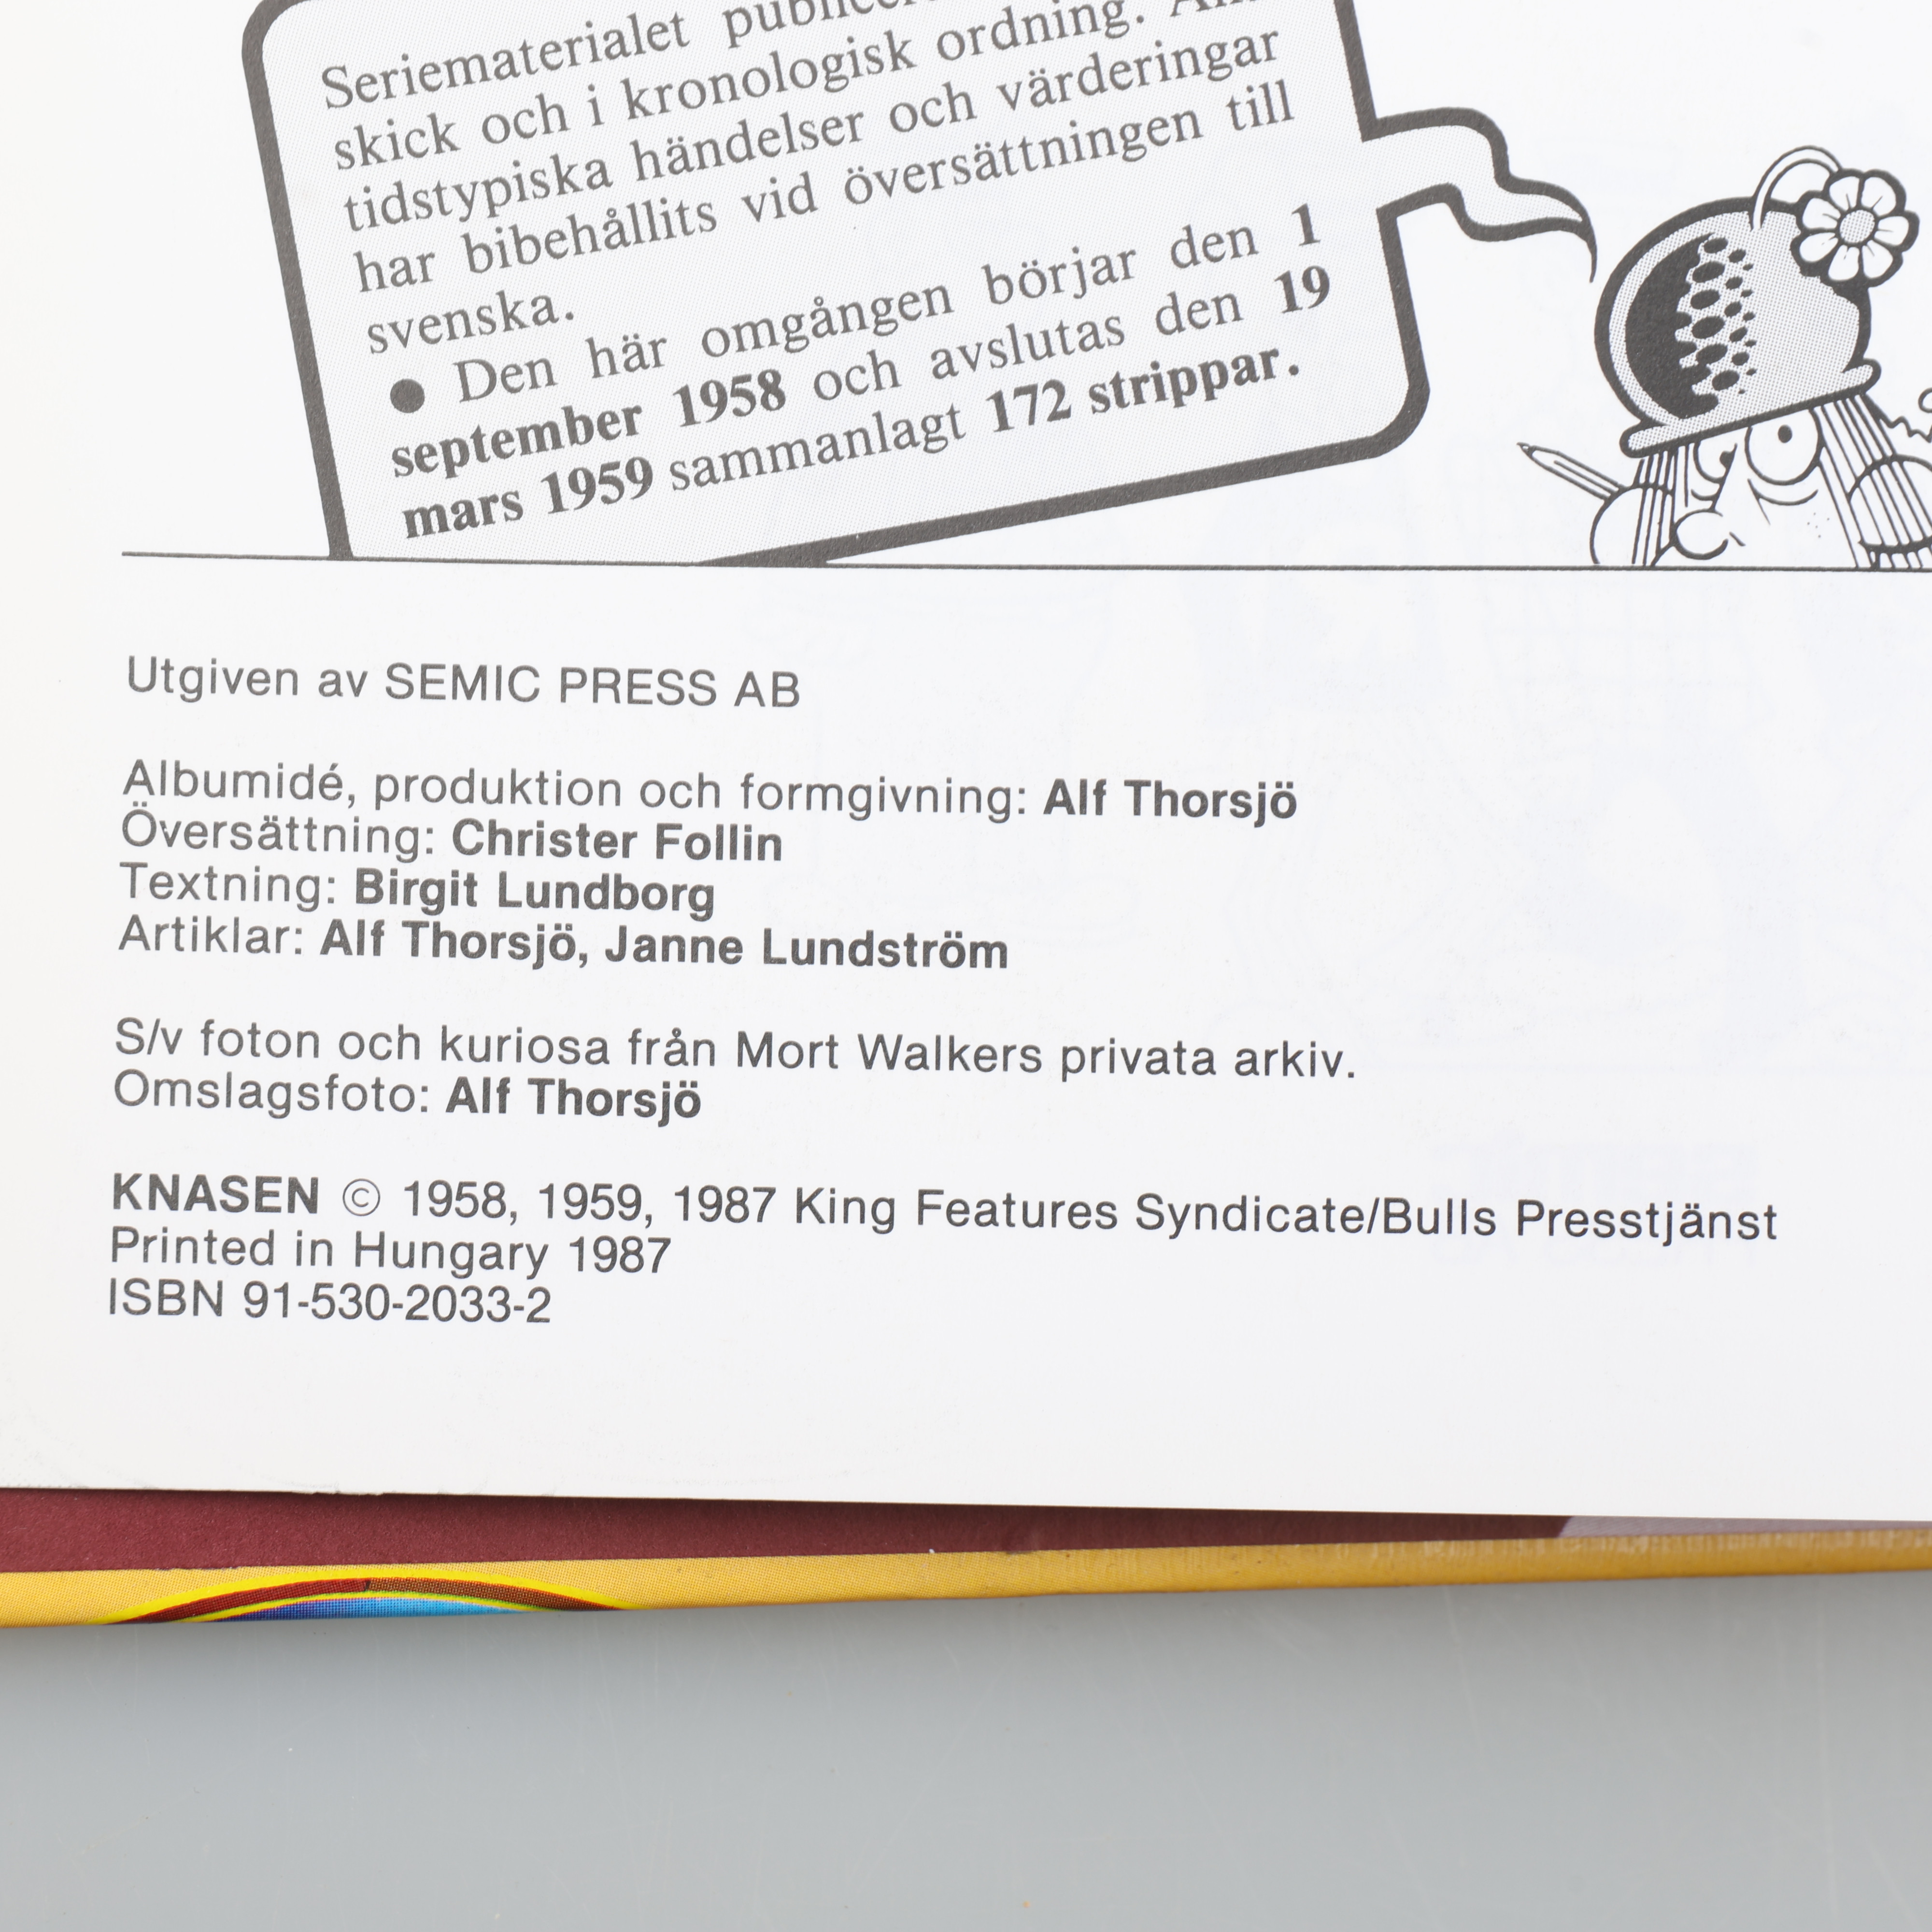 Seriematerialet
skick och i kronologisk ordning.
tidstypiska händelser och värderingar
har bibehållits vid översättningen till
svenska.
● Den här omgången börjar den 1
september 1958 och avslutas den 19
mars 1959 sammanlagt 172 strippar.
Utgiven av SEMIC PRESS AB
Albumidé, produktion och formgivning: Alf Thorsjö
Översättning: Christer Follin
Textning: Birgit Lundborg
Artiklar: Alf Thorsjö, Janne Lundström
S/v foton och kuriosa från Mort Walkers privata arkiv.
Omslagsfoto: Alf Thorsjö
KNASEN © 1958, 1959, 1987 King Features Syndicate/Bulls Presstjänst
Printed in Hungary 1987
ISBN 91-530-2033-2